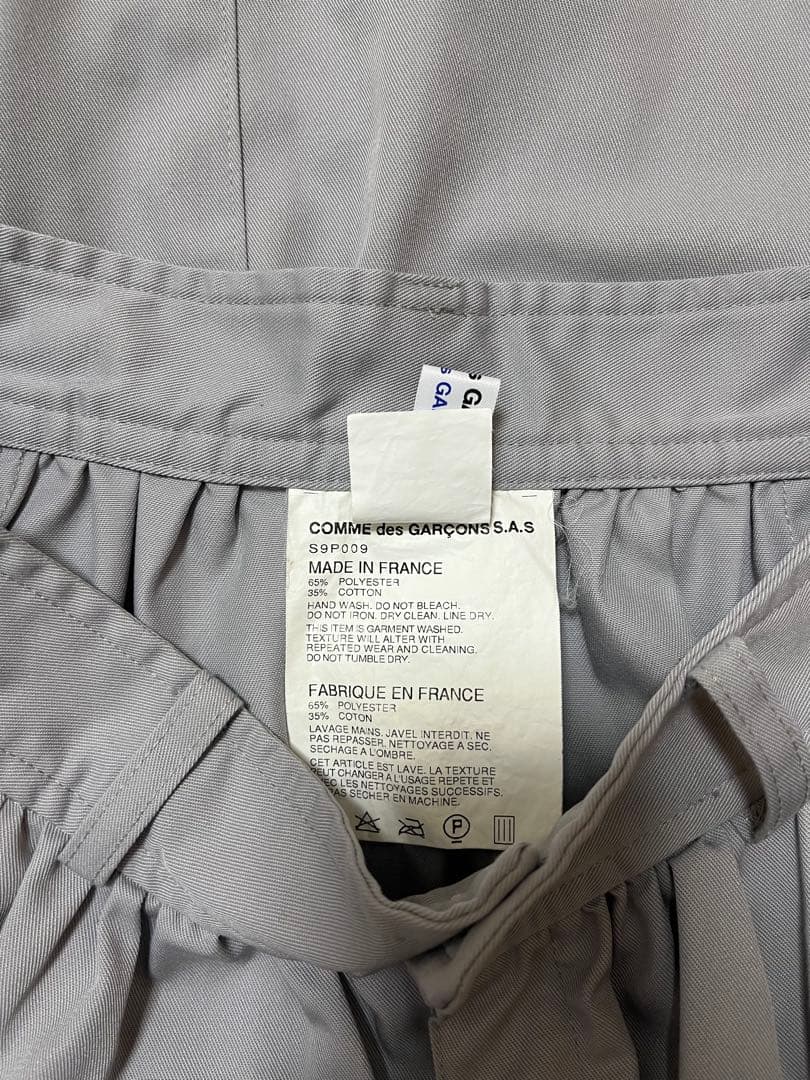 S GA
S GA
COMME des GARÇONS S.A.S
S9P009
MADE IN FRANCE
65% POLYESTER
35% COTTON
HAND WASH. DO NOT BLEACH.
DO NOT IRON. DRY CLEAN. LINE DRY.
THIS ITEM IS GARMENT WASHED.
TEXTURE WILL ALTER WITH
REPEATED WEAR AND CLEANING.
DO NOT TUMBLE DRY.
FABRIQUE EN FRANCE
65% POLYESTER
35% COTON
LAVAGE MAINS. JAVEL INTERDIT. NE
PAS REPASSER. NETTOYAGE A SEC.
SECHAGE A L'OMBRE.
CET ARTICLE EST LAVE. LA TEXTURE
PEUT CHANGER A L'USAGE REPETE ET
LES NETTOYAGES SUCCESSIFS.
PAS SECHER EN MACHINE.
P